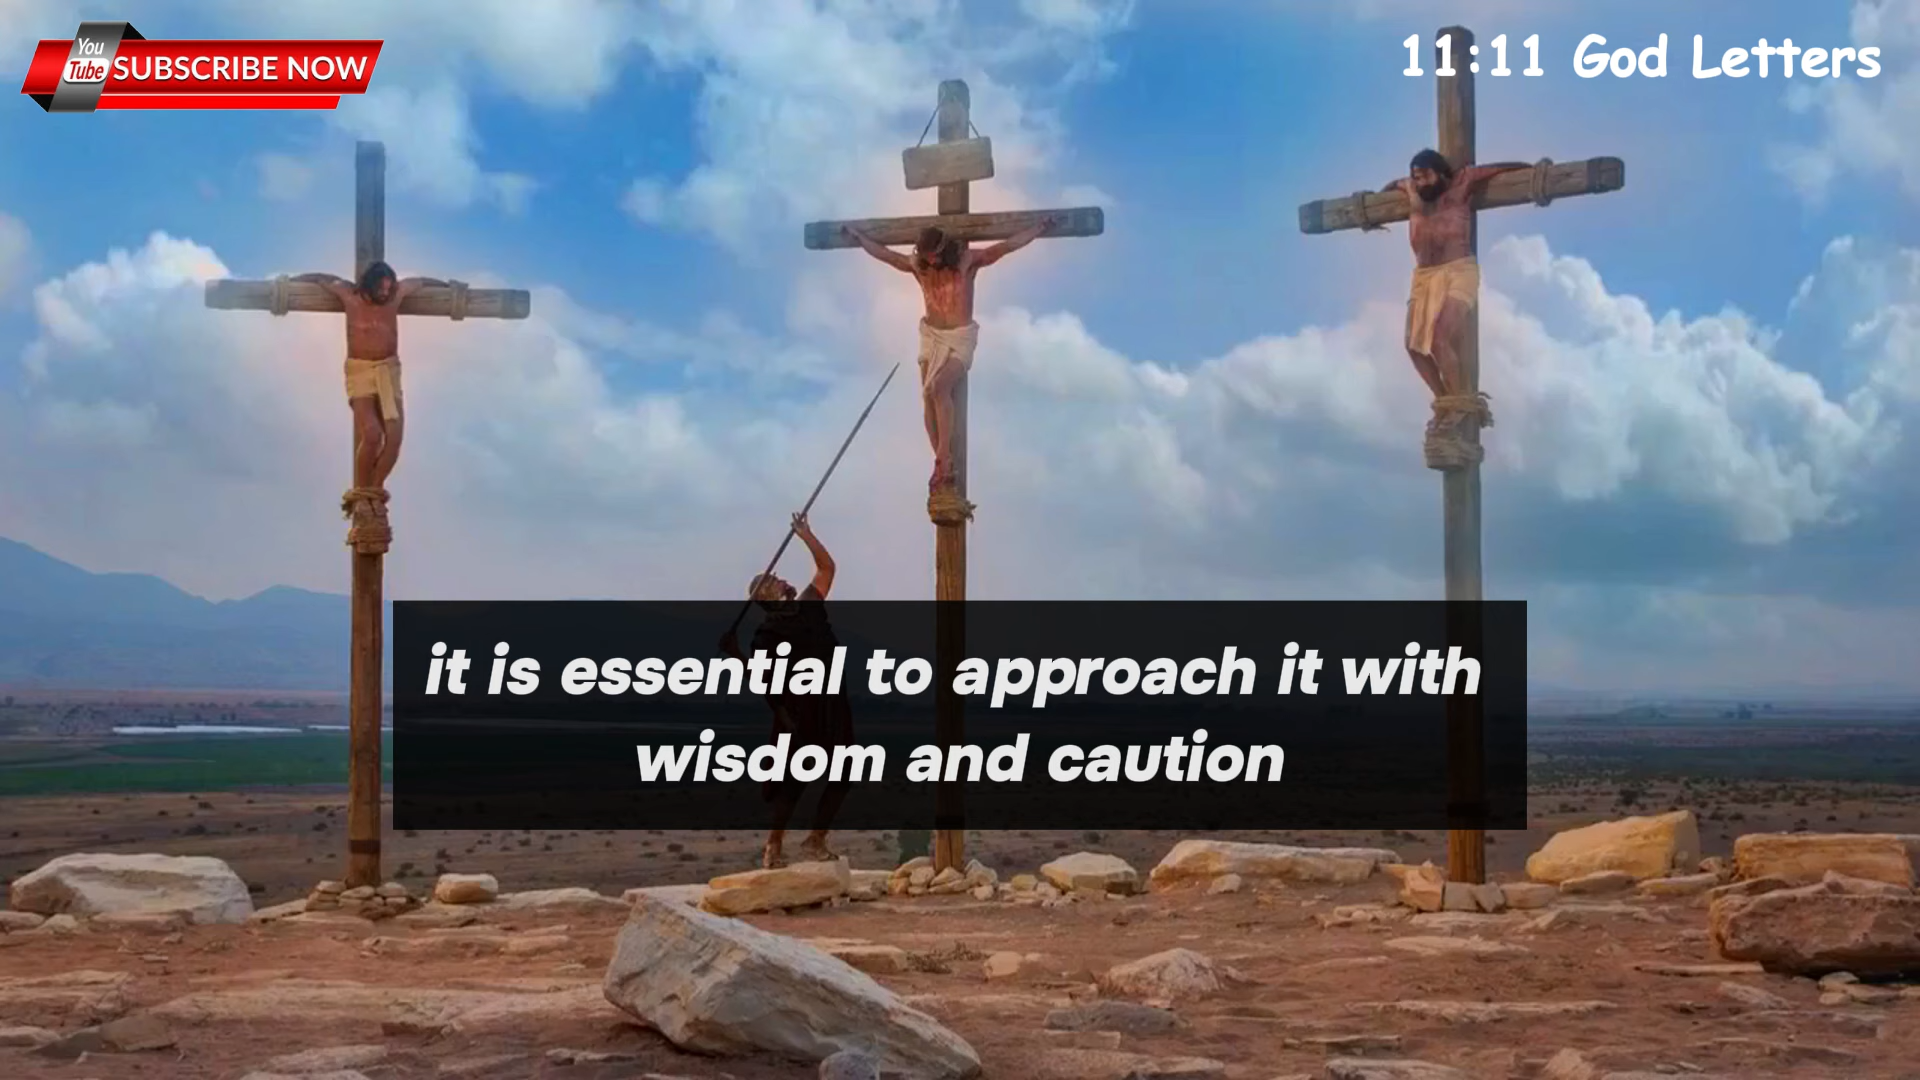 You
Tube
SUBSCRIBE NOW
11:11 God Letters
it is essential to approach it with
wisdom and caution